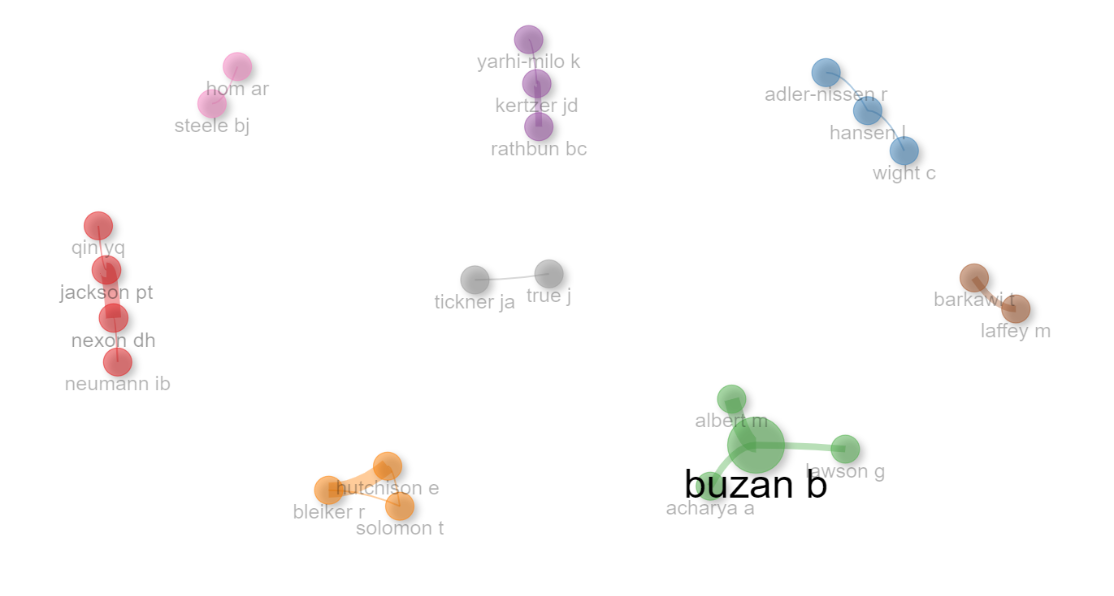 yarhi-milo k
hom ar
adler-nissen r
kertzer jd
steele bj
hansen l
rathbun bc
wight c
qin yq
jackson pt
tickner ja
true j
barkawi t
laffey m
nexon dh
neumann ib
albert m
hutchison e
lawson g
buzan b
bleiker r
acharya a
solomon t